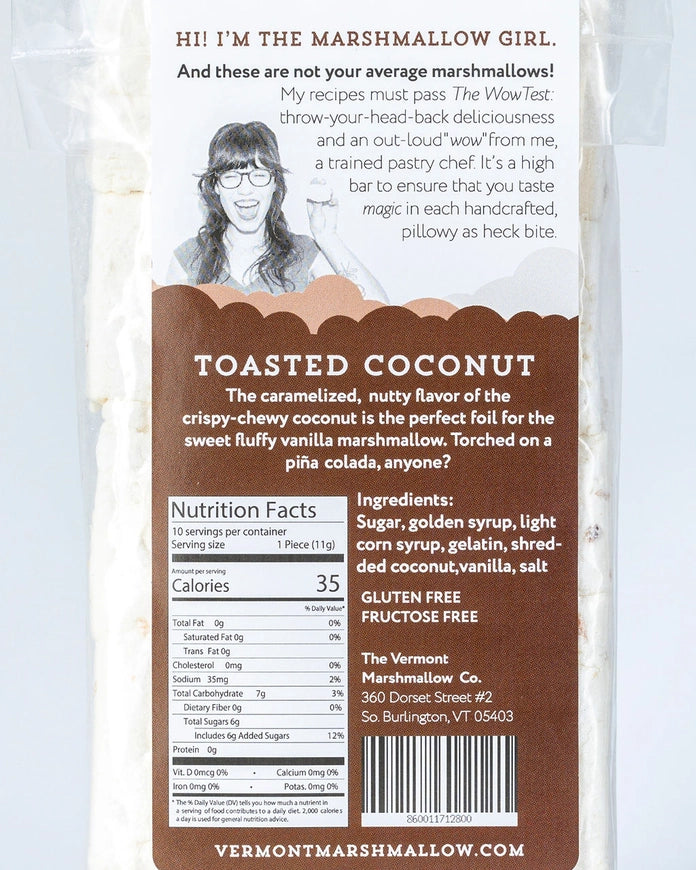 HI! I'M THE MARSHMALLOW GIRL.
And these are not your average marshmallows!
My recipes must pass The WowTest:
throw-your-head-back deliciousness
and an out-loud"wow"from me,
a trained pastry chef. It's a high
bar to ensure that you taste
magic in each handcrafted,
pillowy as heck bite.
TOASTED COCONUT
The caramelized, nutty flavor of the
crispy-chewy coconut is the perfect foil for the
sweet fluffy vanilla marshmallow. Torched on a
piña colada, anyone?
Nutrition Facts
10 servings per container
Serving size 1 Piece (11g)
Amount per serving
Calories 35
% Daily Value*
Total Fat 0g 0%
Saturated Fat 0g 0%
Trans Fat 0g
Cholesterol 0mg 0%
Sodium 35mg 2%
Total Carbohydrate 7g 3%
Dietary Fiber 0g 0%
Total Sugars 6g
Includes 6g Added Sugars 12%
Protein 0g
Vit. D 0mcg 0% • Calcium 0mg 0%
Iron 0mg 0% • Potas. 0mg 0%
* The % Daily Value (DV) tells you how much a nutrient in
a serving of food contributes to a daily diet. 2,000 calories
a day is used for general nutrition advice.
Ingredients:
Sugar, golden syrup, light
corn syrup, gelatin, shred-
ded coconut,vanilla, salt
GLUTEN FREE
FRUCTOSE FREE
The Vermont
Marshmallow Co.
360 Dorset Street #2
So. Burlington, VT 05403
860011712800
VERMONTMARSHMALLOW.COM